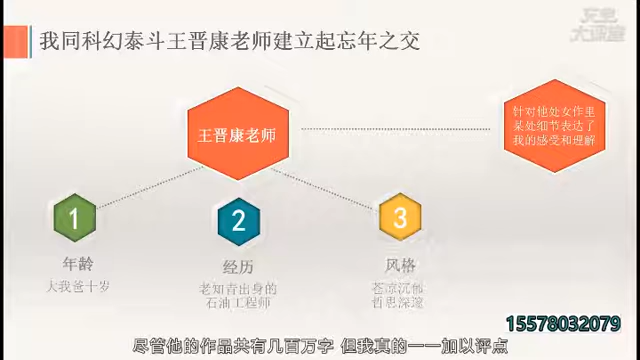 天空
大课堂
我同科幻泰斗王晋康老师建立起忘年之交
王晋康老师
针对他处女作里
某处细节表达了
我的感受和理解
1
2
3
年龄
经历
风格
大我爸十岁
老知青出身的
石油工程师
苍凉沉郁
哲思深邃
15578032079
尽管他的作品共有几百万字 但我真的一一加以评点